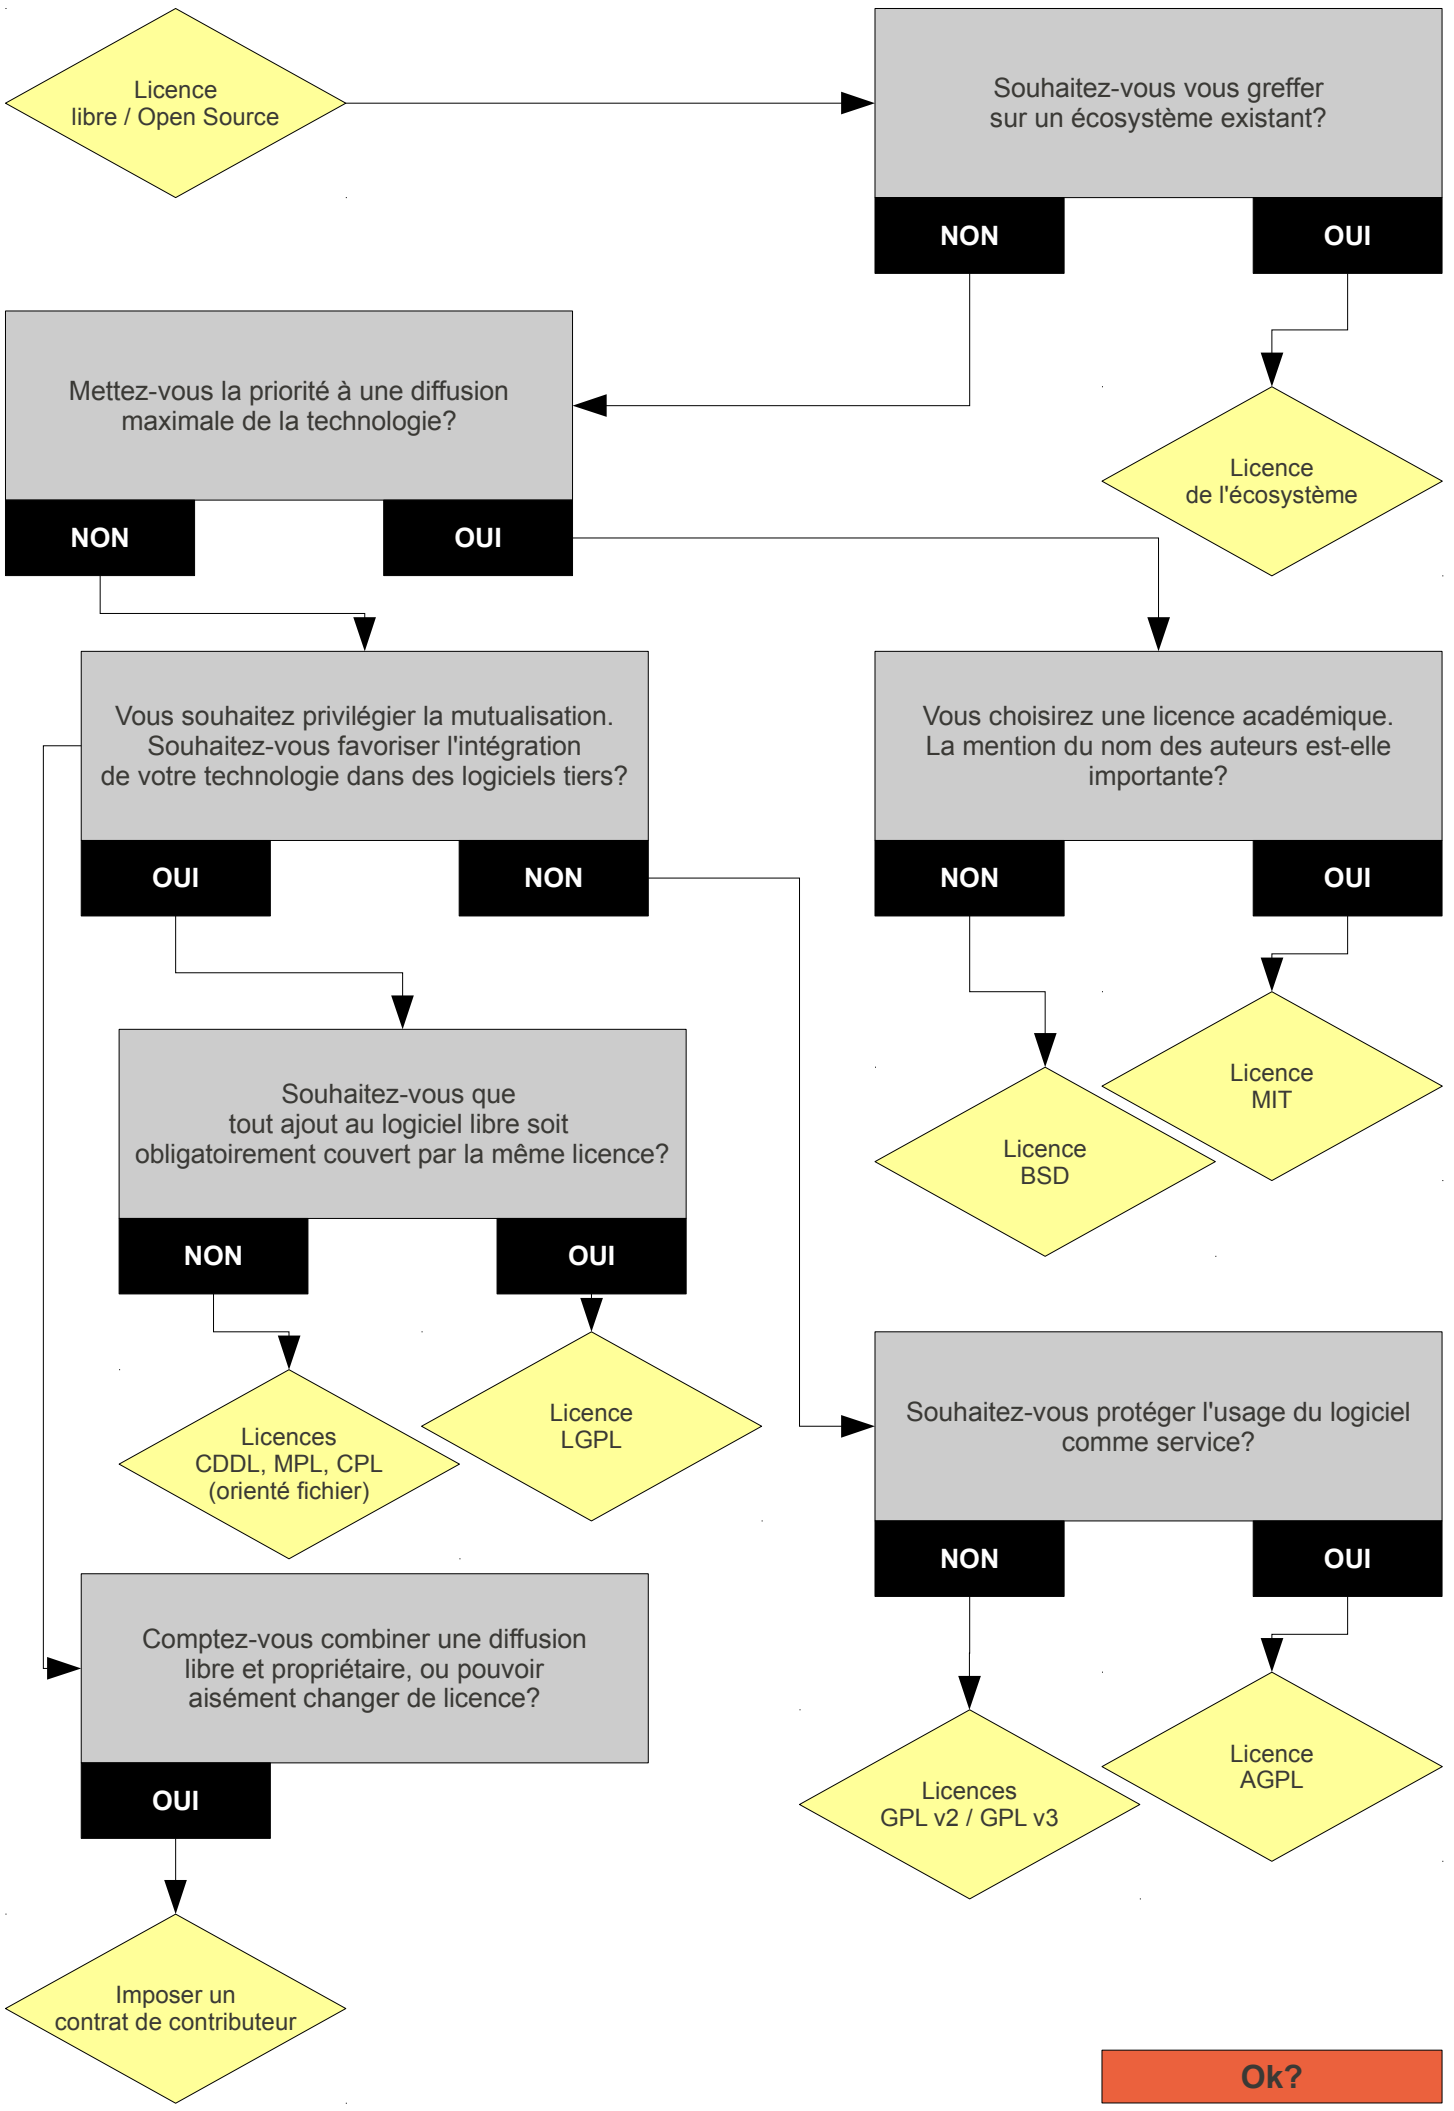 Licence
libre / Open Source
Souhaitez-vous vous greffer
sur un écosystème existant?
NON
OUI
Mettez-vous la priorité à une diffusion
maximale de la technologie?
NON
OUI
Licence
de l'écosystème
Vous souhaitez privilégier la mutualisation.
Souhaitez-vous favoriser l'intégration
de votre technologie dans des logiciels tiers?
OUI
NON
Vous choisirez une licence académique.
La mention du nom des auteurs est-elle
importante?
NON
OUI
Licence
MIT
Licence
BSD
Souhaitez-vous que
tout ajout au logiciel libre soit
obligatoirement couvert par la même licence?
NON
OUI
Licences
CDDL, MPL, CPL
(orienté fichier)
Licence
LGPL
Souhaitez-vous protéger l'usage du logiciel
comme service?
NON
OUI
Licences
GPL v2 / GPL v3
Licence
AGPL
Comptez-vous combiner une diffusion
libre et propriétaire, ou pouvoir
aisément changer de licence?
OUI
Imposer un
contrat de contributeur
Ok?